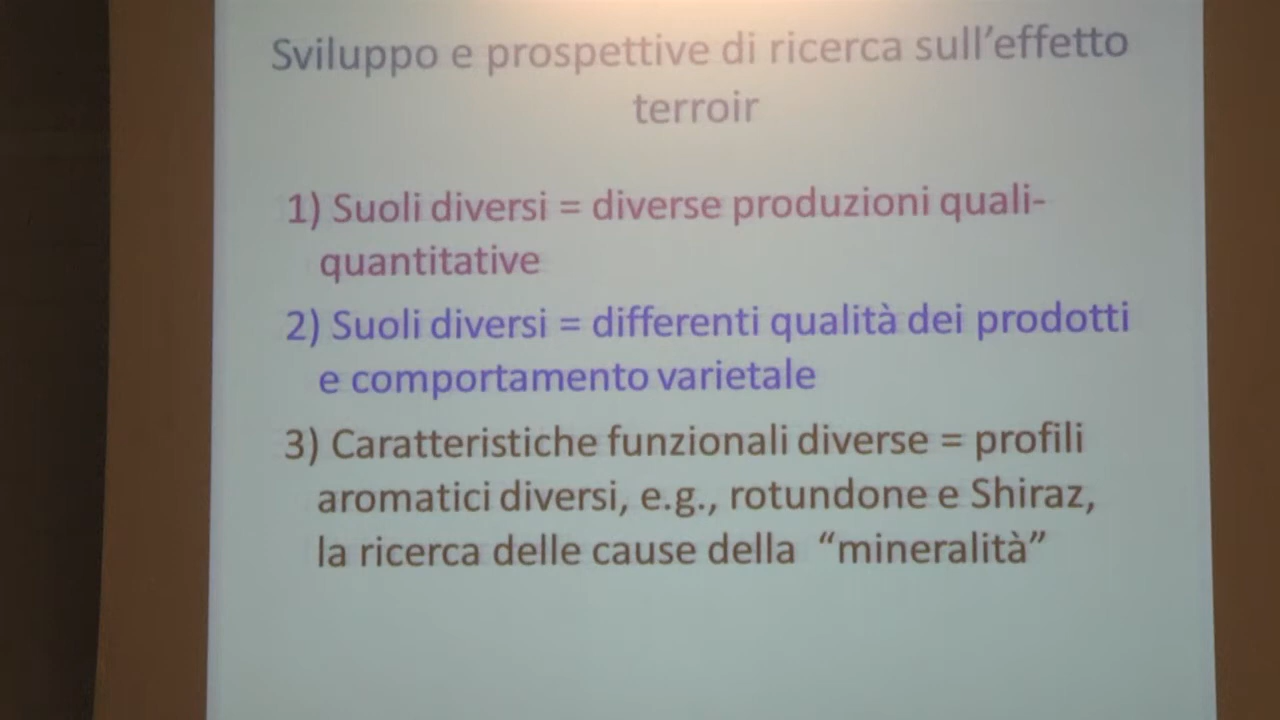 Sviluppo e prospettive di ricerca sull'effetto
terroir
1) Suoli diversi = diverse produzioni quali-
quantitative
2) Suoli diversi = differenti qualità dei prodotti
e comportamento varietale
3) Caratteristiche funzionali diverse = profili
aromatici diversi, e.g., rotundone e Shiraz,
la ricerca delle cause della “mineralità”